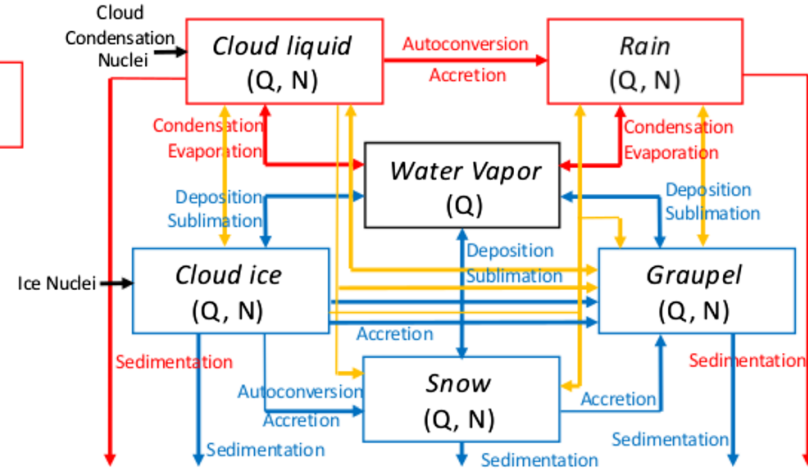 Cloud
Condensation
Nuclei
Cloud liquid
(Q, N)
Autoconversion
Accretion
Rain
(Q, N)
Condensation
Evaporation
Condensation
Evaporation
Water Vapor
(Q)
Deposition
Sublimation
Deposition
Sublimation
Deposition
Sublimation
Ice Nuclei
Cloud ice
(Q, N)
Graupel
(Q, N)
Accretion
Sedimentation
Sedimentation
Snow
(Q, N)
Autoconversion
Accretion
Accretion
Sedimentation
Sedimentation
Sedimentation